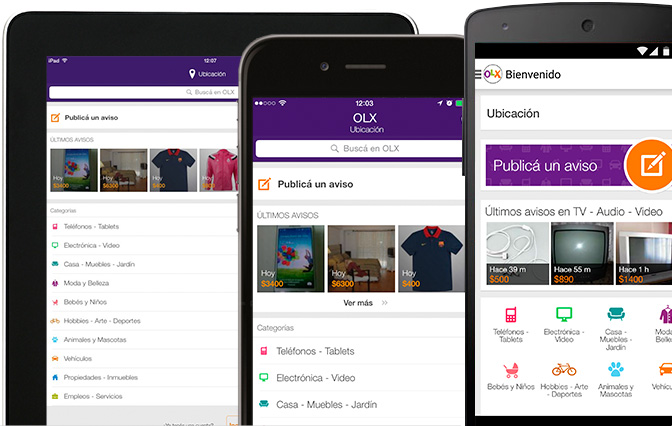 iPad
12:07
Ubicación
Buscá en OLX
Publicá un aviso
ÚLTIMOS AVISOS
Hoy
$3400
Hoy
$6300
Hoy
$400
Categorías
Teléfonos - Tablets
Electrónica - Video
Casa - Muebles - Jardín
Moda y Belleza
Bebés y Niños
Hobbies - Arte - Deportes
Animales y Mascotas
Vehículos
Propiedades - Inmuebles
Empleos - Servicios
12:03
OLX
Ubicación
Buscá en OLX
Publicá un aviso
ÚLTIMOS AVISOS
Hoy
$3400
Hoy
$6300
Hoy
$400
Ver más
Categorías
Teléfonos - Tablets
Electrónica - Video
Casa - Muebles - Jardín
OLX Bienvenido
Ubicación
Publicá un aviso
Últimos avisos en TV - Audio - Video
Hace 39 m
$500
Hace 55 m
$890
Hace 1 h
$1400
Teléfonos -
Tablets
Electrónica -
Video
Casa -
Muebles -
Jardín
Moda
Belle
Bebés y Niños
Hobbies - Arte
- Deportes
Animales y
Mascotas
Vehícu